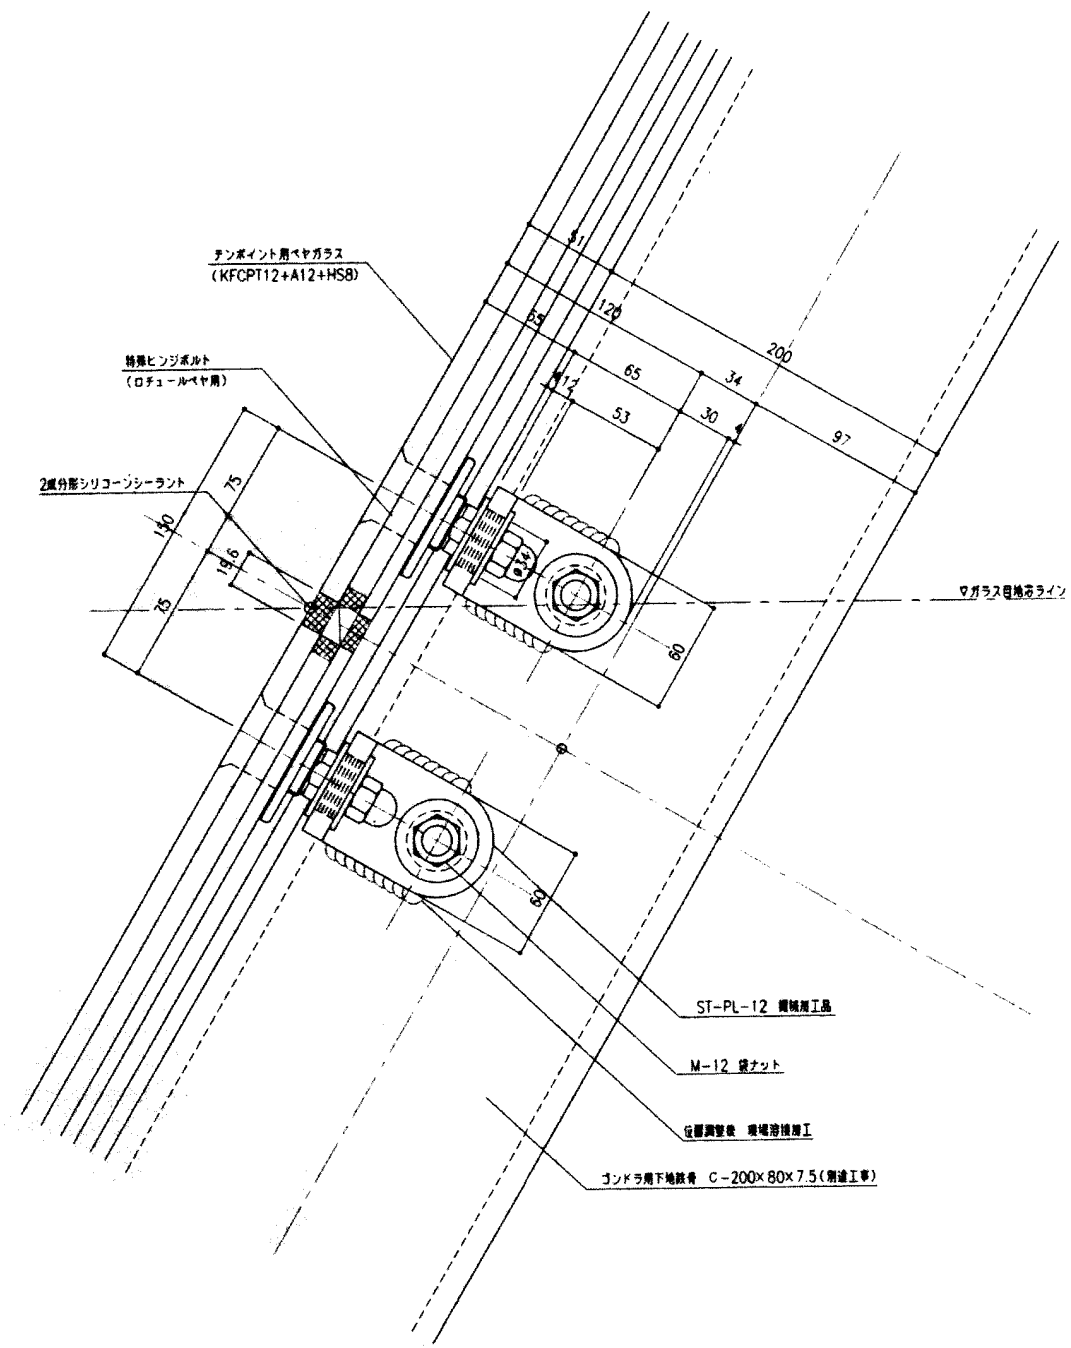 テンポイント用ペヤガラス
(KFCPT12+A12+HS8)
51
120
65
200
特殊ヒンジボルト
(ロチュールペヤ用)
65
34
12
53
30
4
97
2成分形シリコーンシーラント
75
150
19.6
75
ø34
▽ガラス目地芯ライン
60
60
ST-PL-12 機械加工品
M-12 袋ナット
位置調整後 現場溶接加工
ゴンドラ用下地鉄骨 C-200×80×7.5(別途工事)